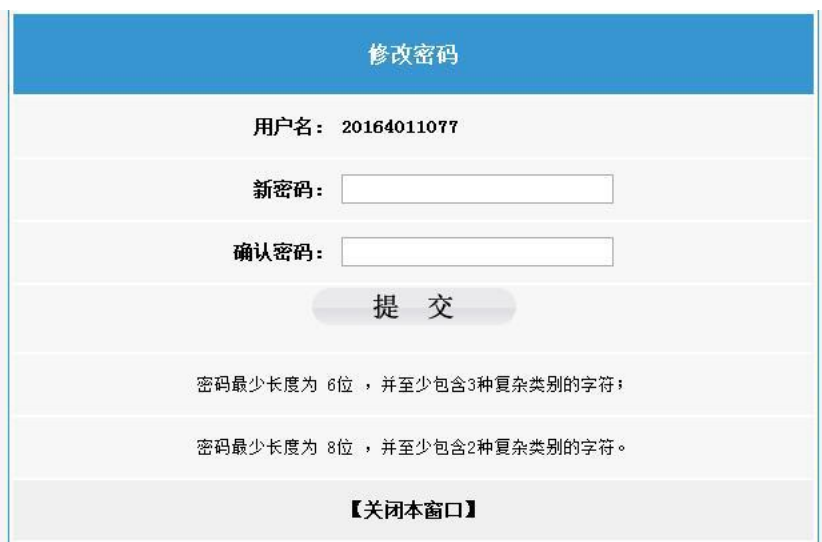 修改密码
用户名： 20164011077
新密码：
确认密码：
提 交
密码最少长度为 6位 ，并至少包含3种复杂类别的字符；
密码最少长度为 8位 ，并至少包含2种复杂类别的字符。
【关闭本窗口】